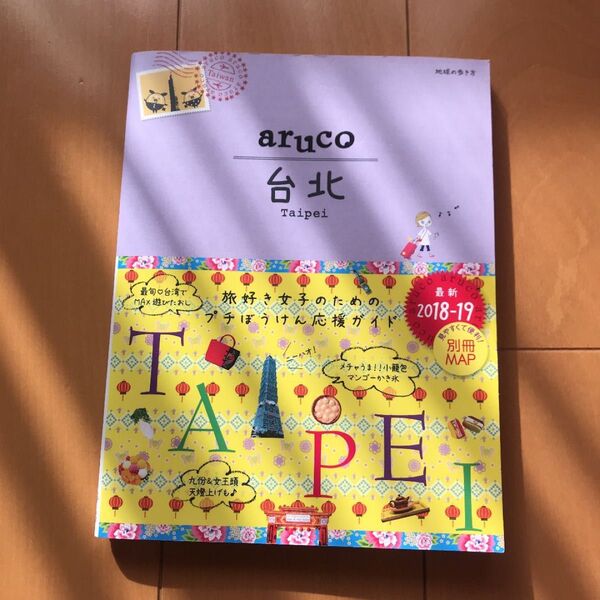 地球の歩き方
Taiwan
aruco
台北
Taipei
最旬♡台湾で
MAX遊びたおし
旅好き女子のための
プチぼうけん応援ガイド
最新
2018-19
見やすくて便利!
別冊
MAP
ニーハオ!
メチャうま!!小籠包
マンゴーかき氷
TAIPEI
九份&女王頭
天燈上げも♪